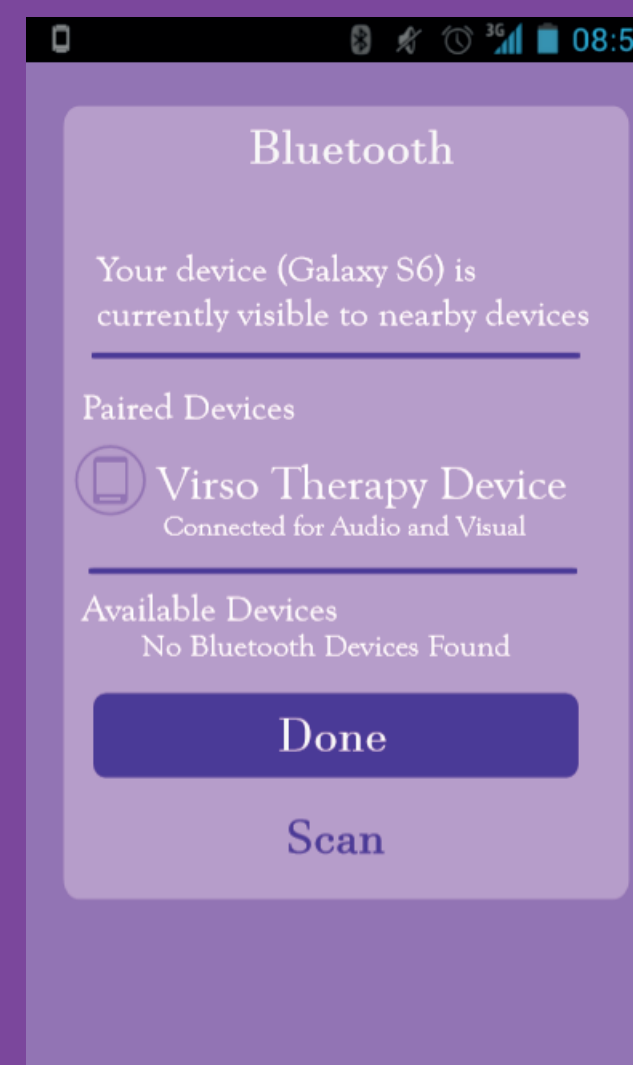 3G 08:5
Bluetooth
Your device (Galaxy S6) is
currently visible to nearby devices
Paired Devices
Virso Therapy Device
Connected for Audio and Visual
Available Devices
No Bluetooth Devices Found
Done
Scan